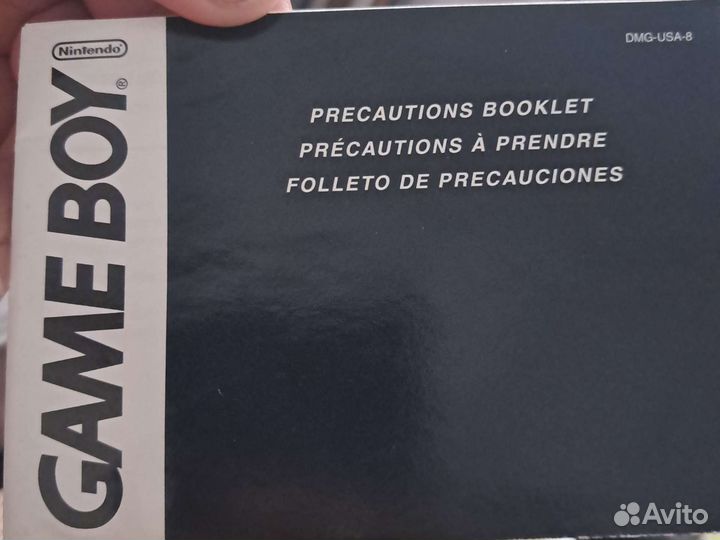 Nintendo®
GAME BOY®
DMG-USA-8
PRECAUTIONS BOOKLET
PRÉCAUTIONS À PRENDRE
FOLLETO DE PRECAUCIONES
Avito